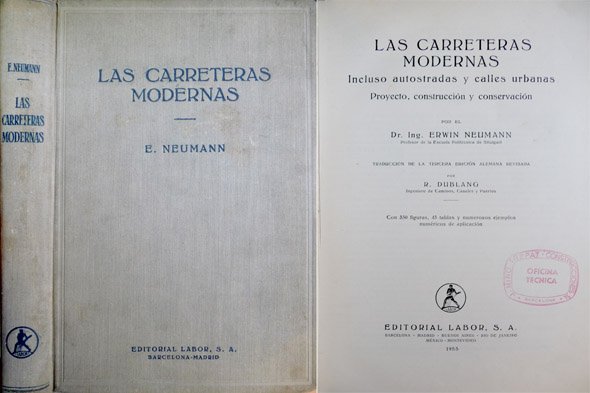 E. NEUMANN
LAS
CARRETERAS
MODERNAS
LAS CARRETERAS
MODERNAS
E. NEUMANN
EDITORIAL LABOR, S. A.
BARCELONA-MADRID
LAS CARRETERAS
MODERNAS
Incluso autostradas y calles urbanas
Proyecto, construcción y conservación
POR EL
Dr. Ing. ERWIN NEUMANN
Profesor de la Escuela Politécnica de Stuttgart
TRADUCCIÓN DE LA TERCERA EDICIÓN ALEMANA REVISADA
POR
R. DUBLANG
Ingeniero de Caminos, Canales y Puertos
Con 350 figuras, 45 tablas y numerosos ejemplos
numéricos de aplicación
OFICINA
TÉCNICA
BARCELONA
EDITORIAL LABOR, S. A.
BARCELONA - MADRID - BUENOS AIRES - RIO DE JANEIRO
MÉXICO - MONTEVIDEO